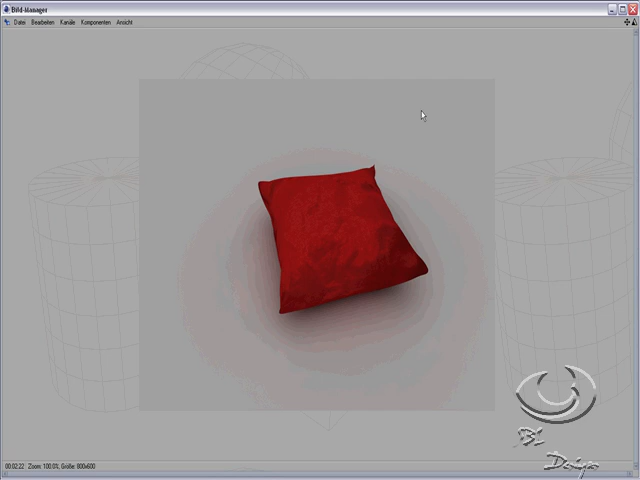 Bild-Manager
Datei Bearbeiten Kanäle Komponenten Ansicht
00:02:22 Zoom: 100.0%, Größe: 800x600